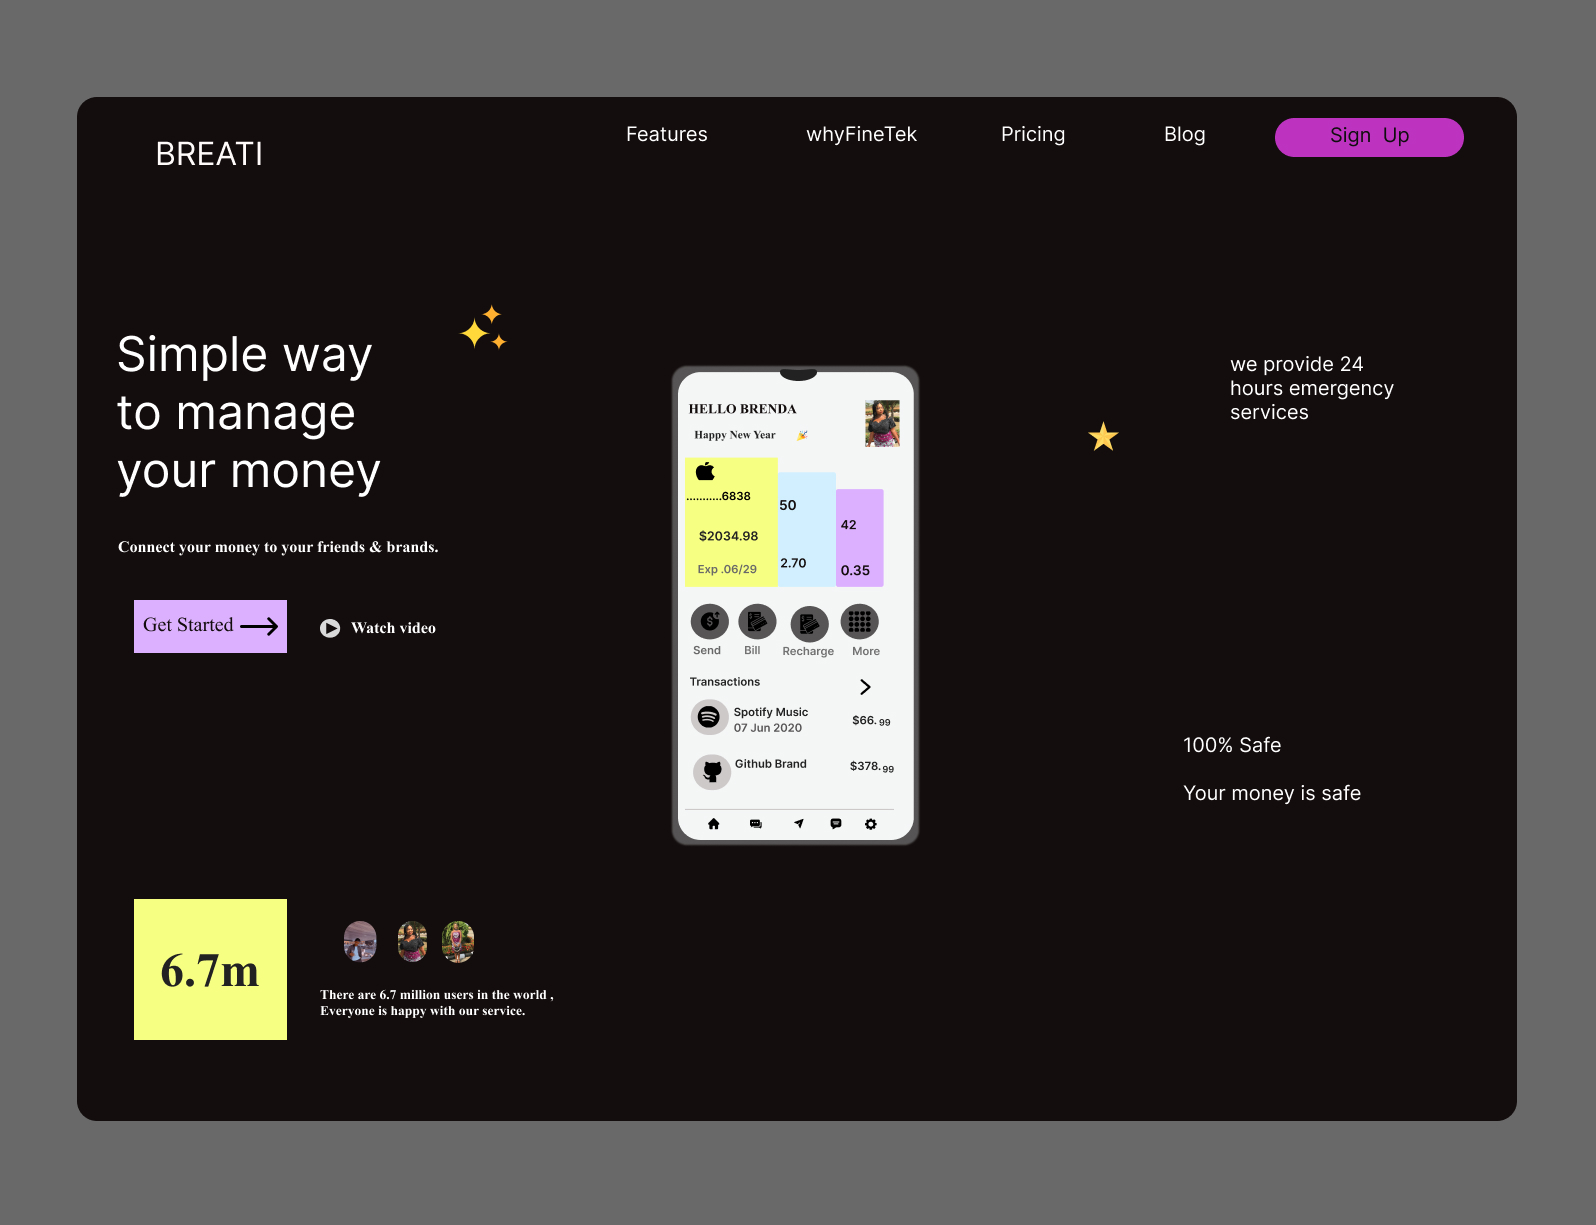 BREATI
Features
whyFineTek
Pricing
Blog
Sign Up
Simple way
to manage
your money
Connect your money to your friends & brands.
Get Started
Watch video
HELLO BRENDA
Happy New Year
...........6838
$2034.98
Exp .06/29
50
2.70
42
0.35
Send
Bill
Recharge
More
Transactions
Spotify Music
07 Jun 2020
$66.99
Github Brand
$378.99
we provide 24
hours emergency
services
100% Safe
Your money is safe
6.7m
There are 6.7 million users in the world ,
Everyone is happy with our service.